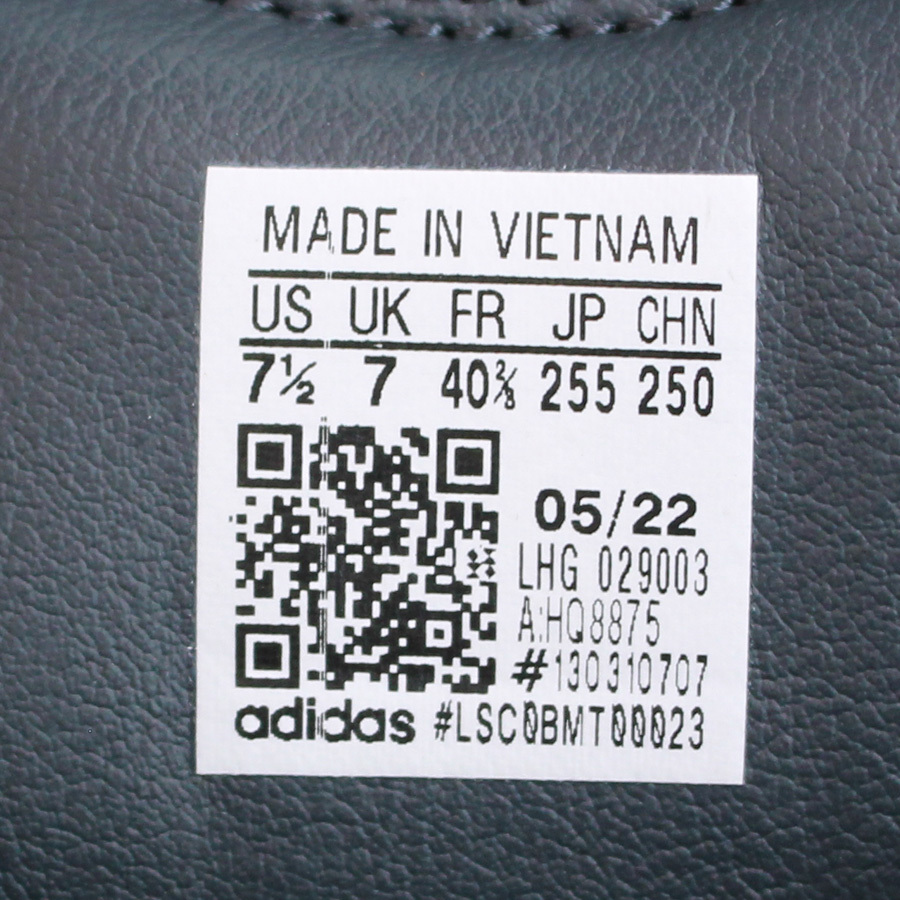 MADE IN VIETNAM
US UK FR JP CHN
7½ 7 40⅔ 255 250
05/22
LHG 029003
A:HQ8875
#130310707
adidas #LSC0BMT00023